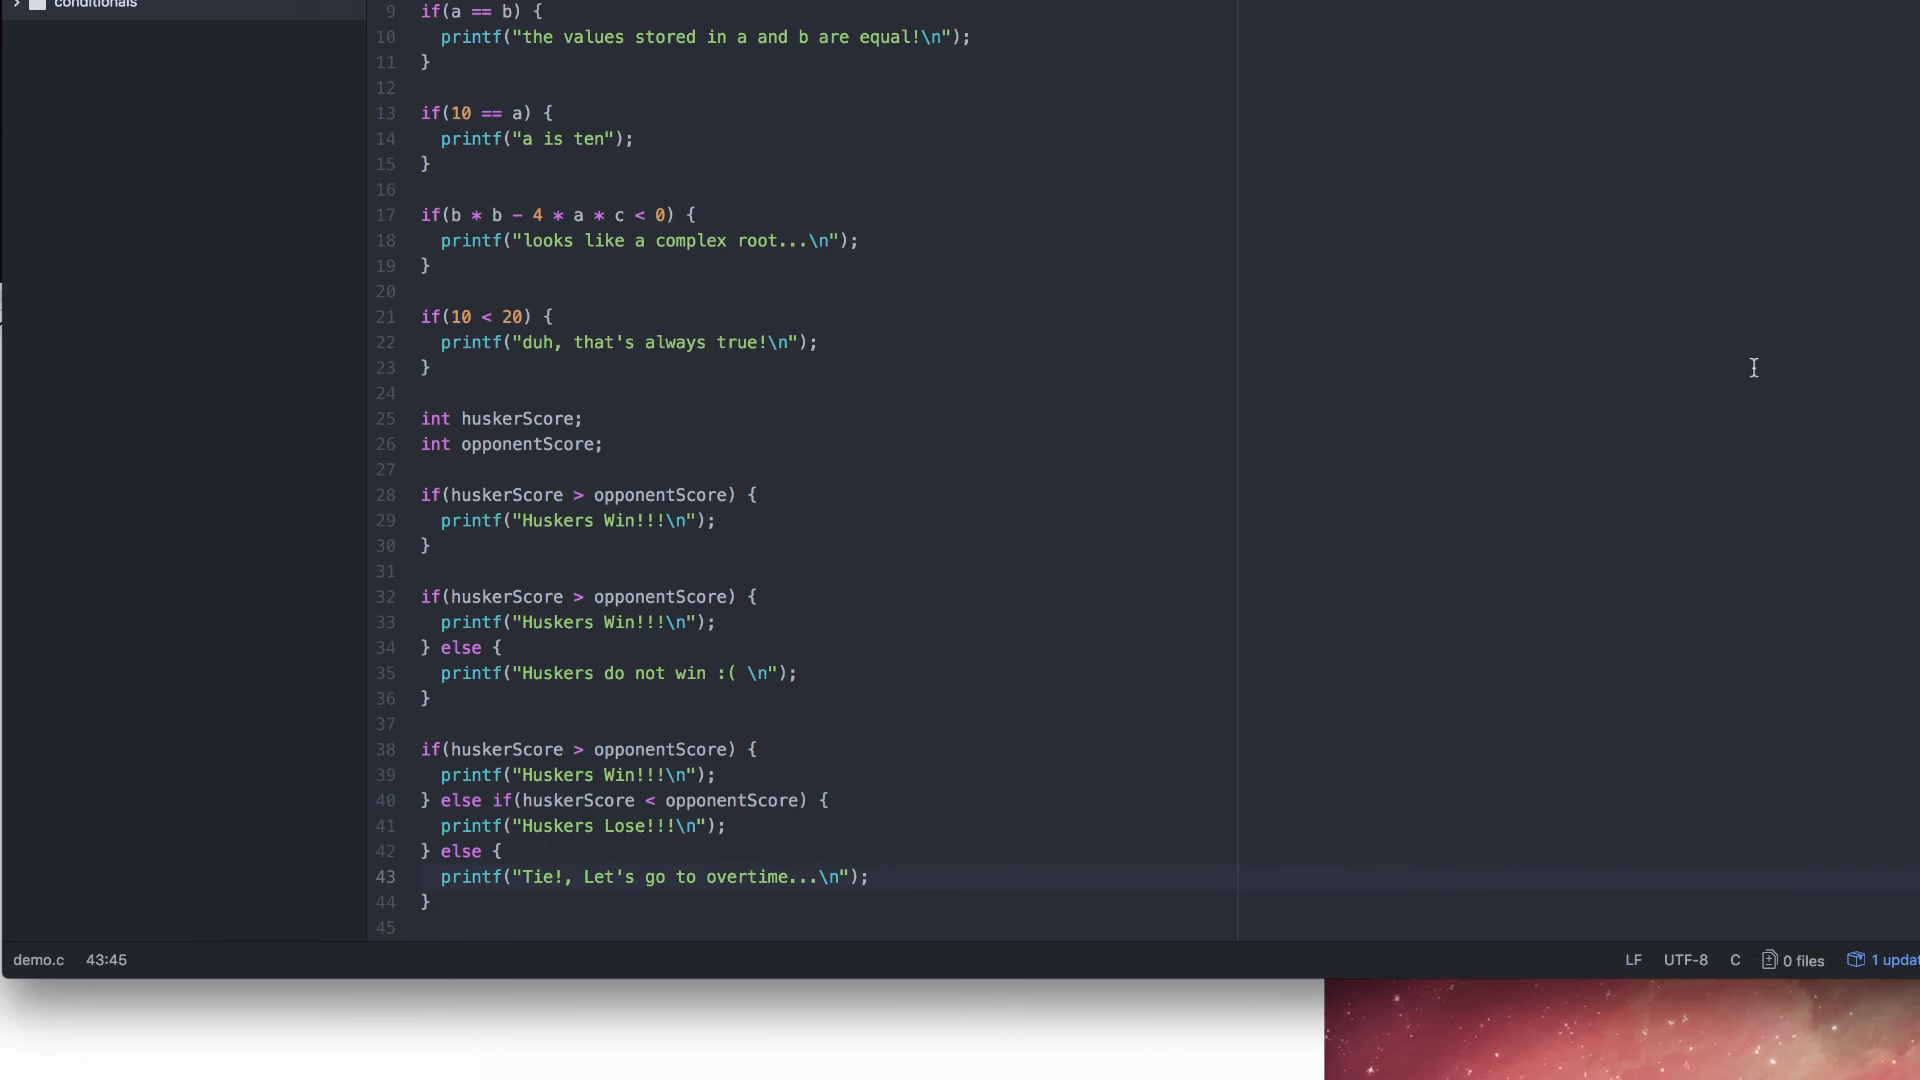 conditionals
9 if(a == b) {
10 printf("the values stored in a and b are equal!\n");
11 }
12
13 if(10 == a) {
14 printf("a is ten");
15 }
16
17 if(b * b - 4 * a * c < 0) {
18 printf("looks like a complex root...\n");
19 }
20
21 if(10 < 20) {
22 printf("duh, that's always true!\n");
23 }
24
25 int huskerScore;
26 int opponentScore;
27
28 if(huskerScore > opponentScore) {
29 printf("Huskers Win!!!\n");
30 }
31
32 if(huskerScore > opponentScore) {
33 printf("Huskers Win!!!\n");
34 } else {
35 printf("Huskers do not win :( \n");
36 }
37
38 if(huskerScore > opponentScore) {
39 printf("Huskers Win!!!\n");
40 } else if(huskerScore < opponentScore) {
41 printf("Huskers Lose!!!\n");
42 } else {
43 printf("Tie!, Let's go to overtime...\n");
44 }
45
demo.c 43:45 LF UTF-8 C 0 files 1 updat